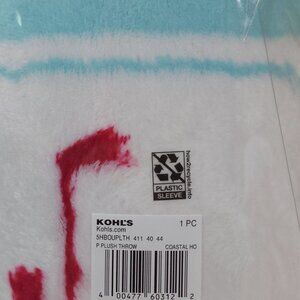 how2recycle.info
PLASTIC
SLEEVE
KOHL'S 1 PC
Kohls.com
5HBOUPLTH 411 40 44
P PLUSH THROW COASTAL HO
4 00477 60312 2